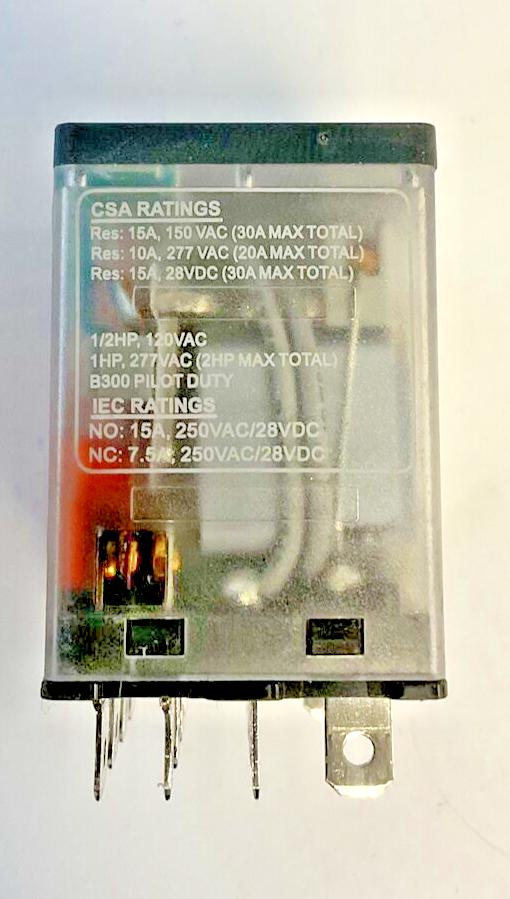 CSA RATINGS
Res: 15A, 150 VAC (30A MAX TOTAL)
Res: 10A, 277 VAC (20A MAX TOTAL)
Res: 15A, 28VDC (30A MAX TOTAL)
1/2HP, 120VAC
1HP, 277VAC (2HP MAX TOTAL)
B300 PILOT DUTY
IEC RATINGS
NO: 15A, 250VAC/28VDC
NC: 7.5A, 250VAC/28VDC